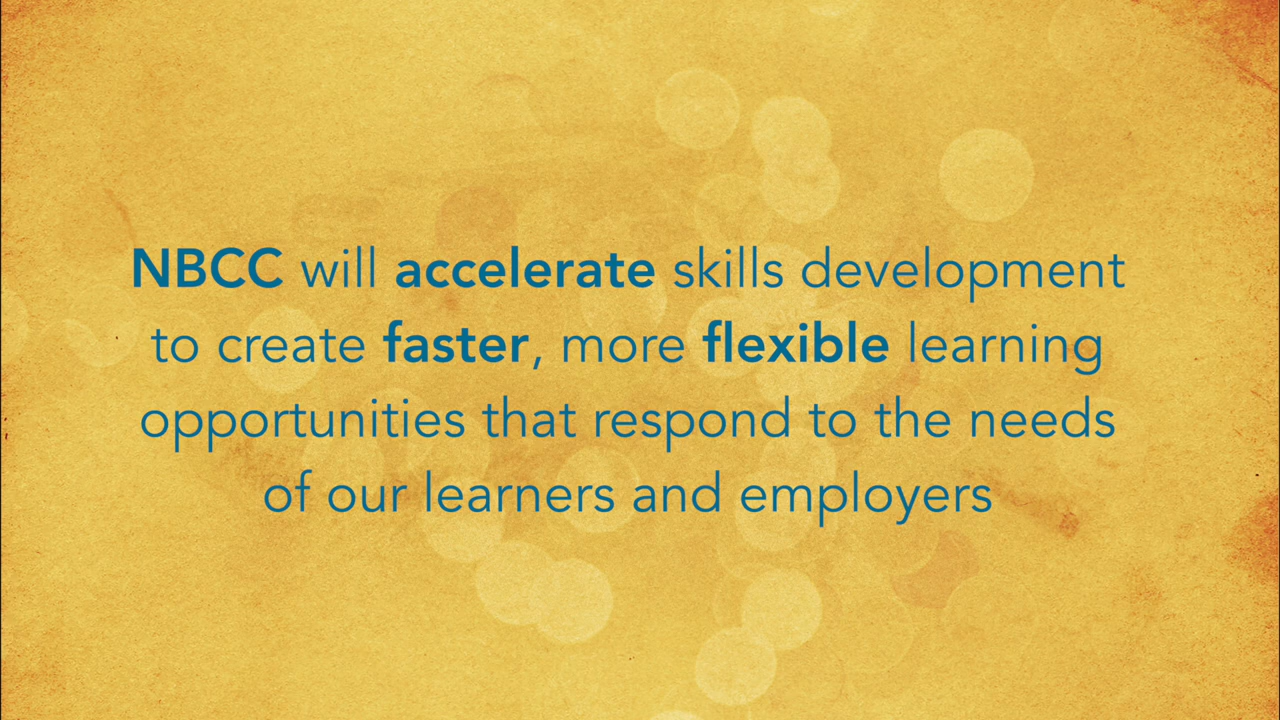 NBCC will accelerate skills development
to create faster, more flexible learning
opportunities that respond to the needs
of our learners and employers